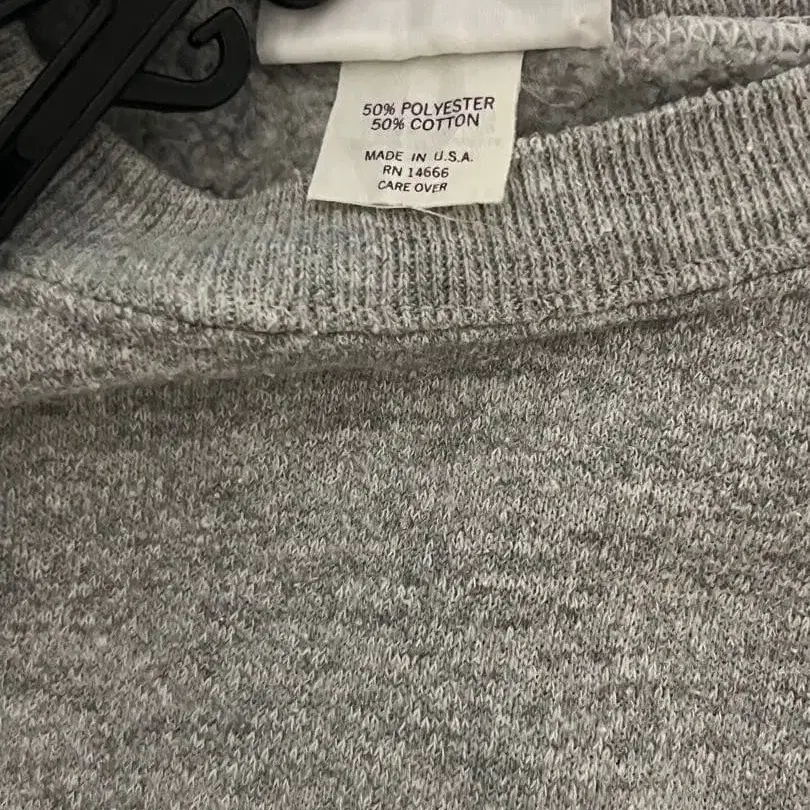 50% POLYESTER
50% COTTON
MADE IN U.S.A.
RN 14666
CARE OVER